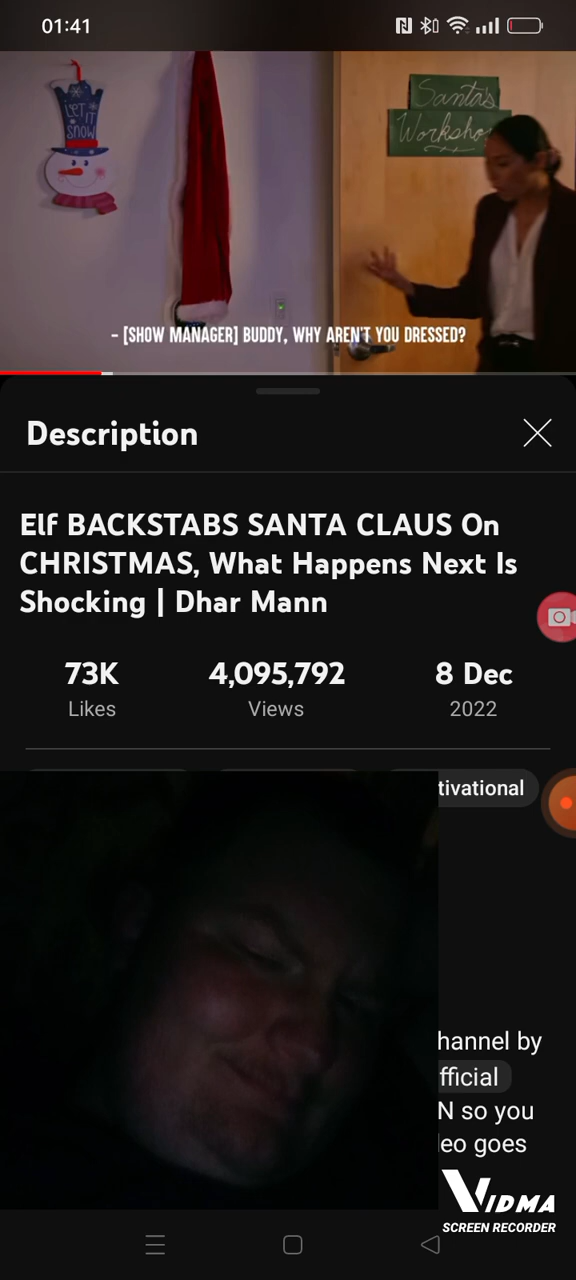 01:41
LET IT
SNOW
Santa's
Workshop
– [SHOW MANAGER] BUDDY, WHY AREN'T YOU DRESSED?
Description
Elf BACKSTABS SANTA CLAUS On
CHRISTMAS, What Happens Next Is
Shocking | Dhar Mann
73K
4,095,792
8 Dec
Likes
Views
2022
tivational
hannel by
fficial
N so you
eo goes
VIDMA
SCREEN RECORDER